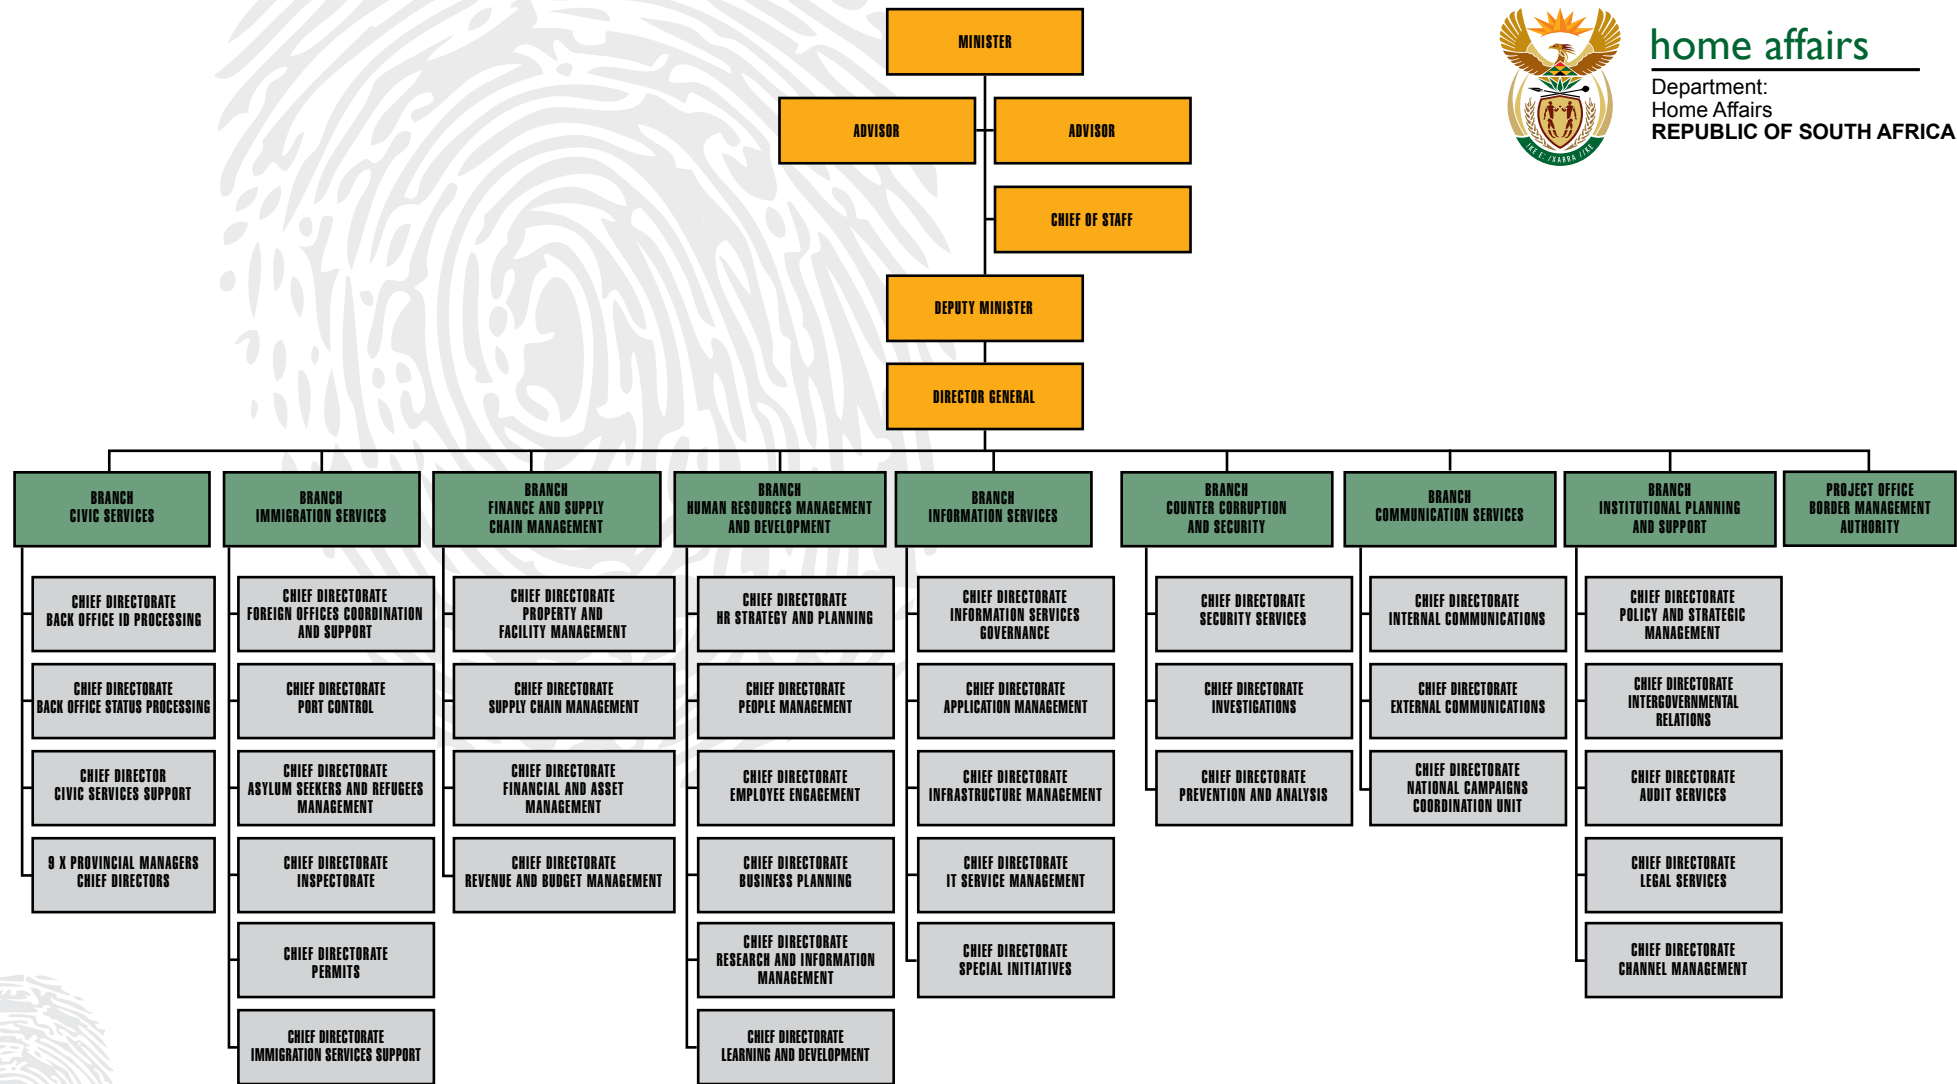 MINISTER
home affairs
Department:
Home Affairs
REPUBLIC OF SOUTH AFRICA
!KE E: /XARRA //KE
ADVISOR
ADVISOR
CHIEF OF STAFF
DEPUTY MINISTER
DIRECTOR GENERAL
BRANCH
CIVIC SERVICES
CHIEF DIRECTORATE
BACK OFFICE ID PROCESSING
CHIEF DIRECTORATE
BACK OFFICE STATUS PROCESSING
CHIEF DIRECTOR
CIVIC SERVICES SUPPORT
9 X PROVINCIAL MANAGERS
CHIEF DIRECTORS
BRANCH
IMMIGRATION SERVICES
CHIEF DIRECTORATE
FOREIGN OFFICES COORDINATION
AND SUPPORT
CHIEF DIRECTORATE
PORT CONTROL
CHIEF DIRECTORATE
ASYLUM SEEKERS AND REFUGEES
MANAGEMENT
CHIEF DIRECTORATE
INSPECTORATE
CHIEF DIRECTORATE
PERMITS
CHIEF DIRECTORATE
IMMIGRATION SERVICES SUPPORT
BRANCH
FINANCE AND SUPPLY
CHAIN MANAGEMENT
CHIEF DIRECTORATE
PROPERTY AND
FACILITY MANAGEMENT
CHIEF DIRECTORATE
SUPPLY CHAIN MANAGEMENT
CHIEF DIRECTORATE
FINANCIAL AND ASSET
MANAGEMENT
CHIEF DIRECTORATE
REVENUE AND BUDGET MANAGEMENT
BRANCH
HUMAN RESOURCES MANAGEMENT
AND DEVELOPMENT
CHIEF DIRECTORATE
HR STRATEGY AND PLANNING
CHIEF DIRECTORATE
PEOPLE MANAGEMENT
CHIEF DIRECTORATE
EMPLOYEE ENGAGEMENT
CHIEF DIRECTORATE
BUSINESS PLANNING
CHIEF DIRECTORATE
RESEARCH AND INFORMATION
MANAGEMENT
CHIEF DIRECTORATE
LEARNING AND DEVELOPMENT
BRANCH
INFORMATION SERVICES
CHIEF DIRECTORATE
INFORMATION SERVICES
GOVERNANCE
CHIEF DIRECTORATE
APPLICATION MANAGEMENT
CHIEF DIRECTORATE
INFRASTRUCTURE MANAGEMENT
CHIEF DIRECTORATE
IT SERVICE MANAGEMENT
CHIEF DIRECTORATE
SPECIAL INITIATIVES
BRANCH
COUNTER CORRUPTION
AND SECURITY
CHIEF DIRECTORATE
SECURITY SERVICES
CHIEF DIRECTORATE
INVESTIGATIONS
CHIEF DIRECTORATE
PREVENTION AND ANALYSIS
BRANCH
COMMUNICATION SERVICES
CHIEF DIRECTORATE
INTERNAL COMMUNICATIONS
CHIEF DIRECTORATE
EXTERNAL COMMUNICATIONS
CHIEF DIRECTORATE
NATIONAL CAMPAIGNS
COORDINATION UNIT
BRANCH
INSTITUTIONAL PLANNING
AND SUPPORT
CHIEF DIRECTORATE
POLICY AND STRATEGIC
MANAGEMENT
CHIEF DIRECTORATE
INTERGOVERNMENTAL
RELATIONS
CHIEF DIRECTORATE
AUDIT SERVICES
CHIEF DIRECTORATE
LEGAL SERVICES
CHIEF DIRECTORATE
CHANNEL MANAGEMENT
PROJECT OFFICE
BORDER MANAGEMENT
AUTHORITY